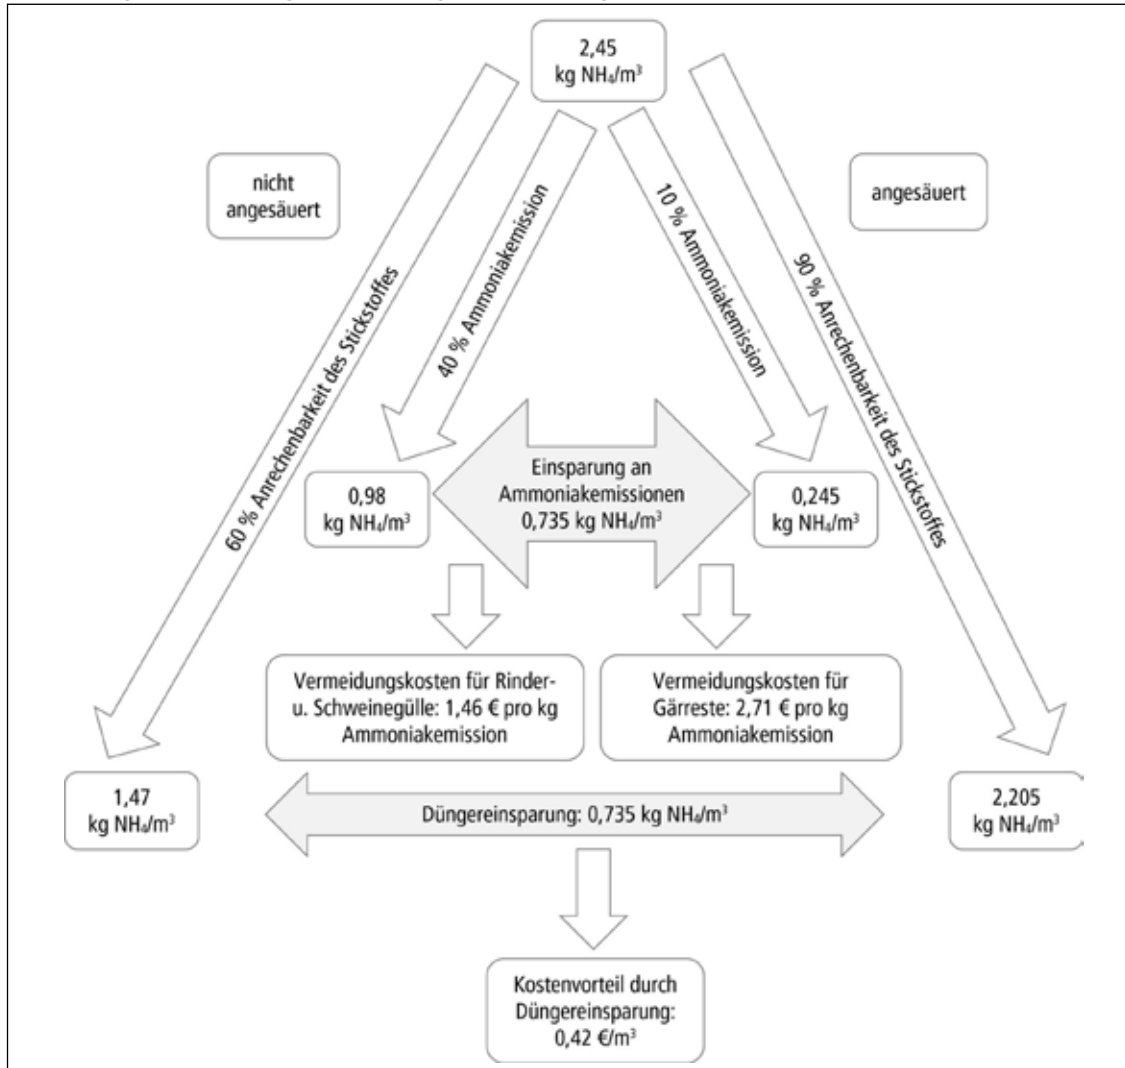 2,45
kg NH₄/m³
nicht
angesäuert
angesäuert
60 % Anrechenbarkeit des Stickstoffes
40 % Ammoniakemission
10 % Ammoniakemission
90 % Anrechenbarkeit des Stickstoffes
0,98
kg NH₄/m³
Einsparung an
Ammoniakemissionen
0,735 kg NH₄/m³
0,245
kg NH₄/m³
Vermeidungskosten für Rinder-
u. Schweinegülle: 1,46 € pro kg
Ammoniakemission
Vermeidungskosten für
Gärreste: 2,71 € pro kg
Ammoniakemission
1,47
kg NH₄/m³
Düngereinsparung: 0,735 kg NH₄/m³
2,205
kg NH₄/m³
Kostenvorteil durch
Düngereinsparung:
0,42 €/m³